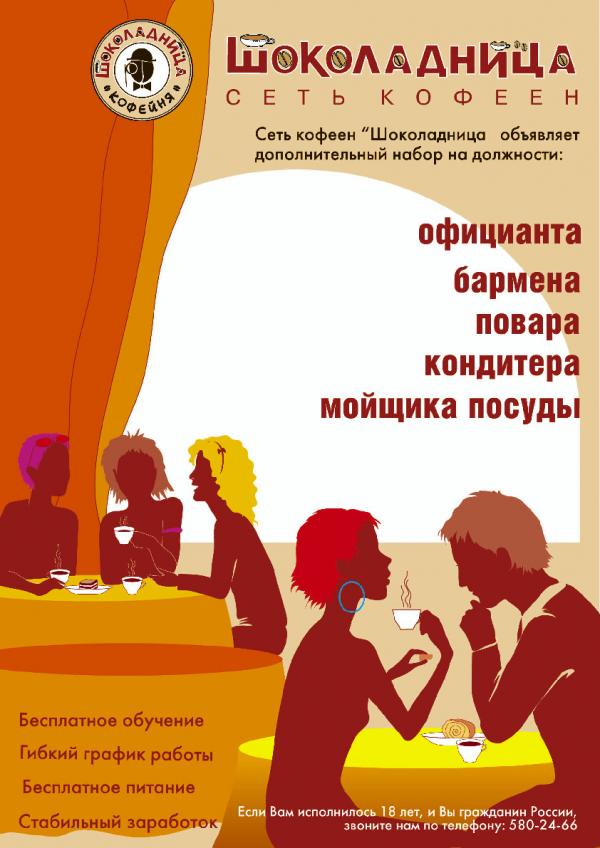 ШОКОЛАДНИЦА
КОФЕЙНЯ
ШОКОЛАДНИЦА
СЕТЬ КОФЕЕН
Сеть кофеен “Шоколадница объявляет
дополнительный набор на должности:
официанта
бармена
повара
кондитера
мойщика посуды
Бесплатное обучение
Гибкий график работы
Бесплатное питание
Стабильный заработок
Если Вам исполнилось 18 лет, и Вы гражданин России,
звоните нам по телефону: 580-24-66